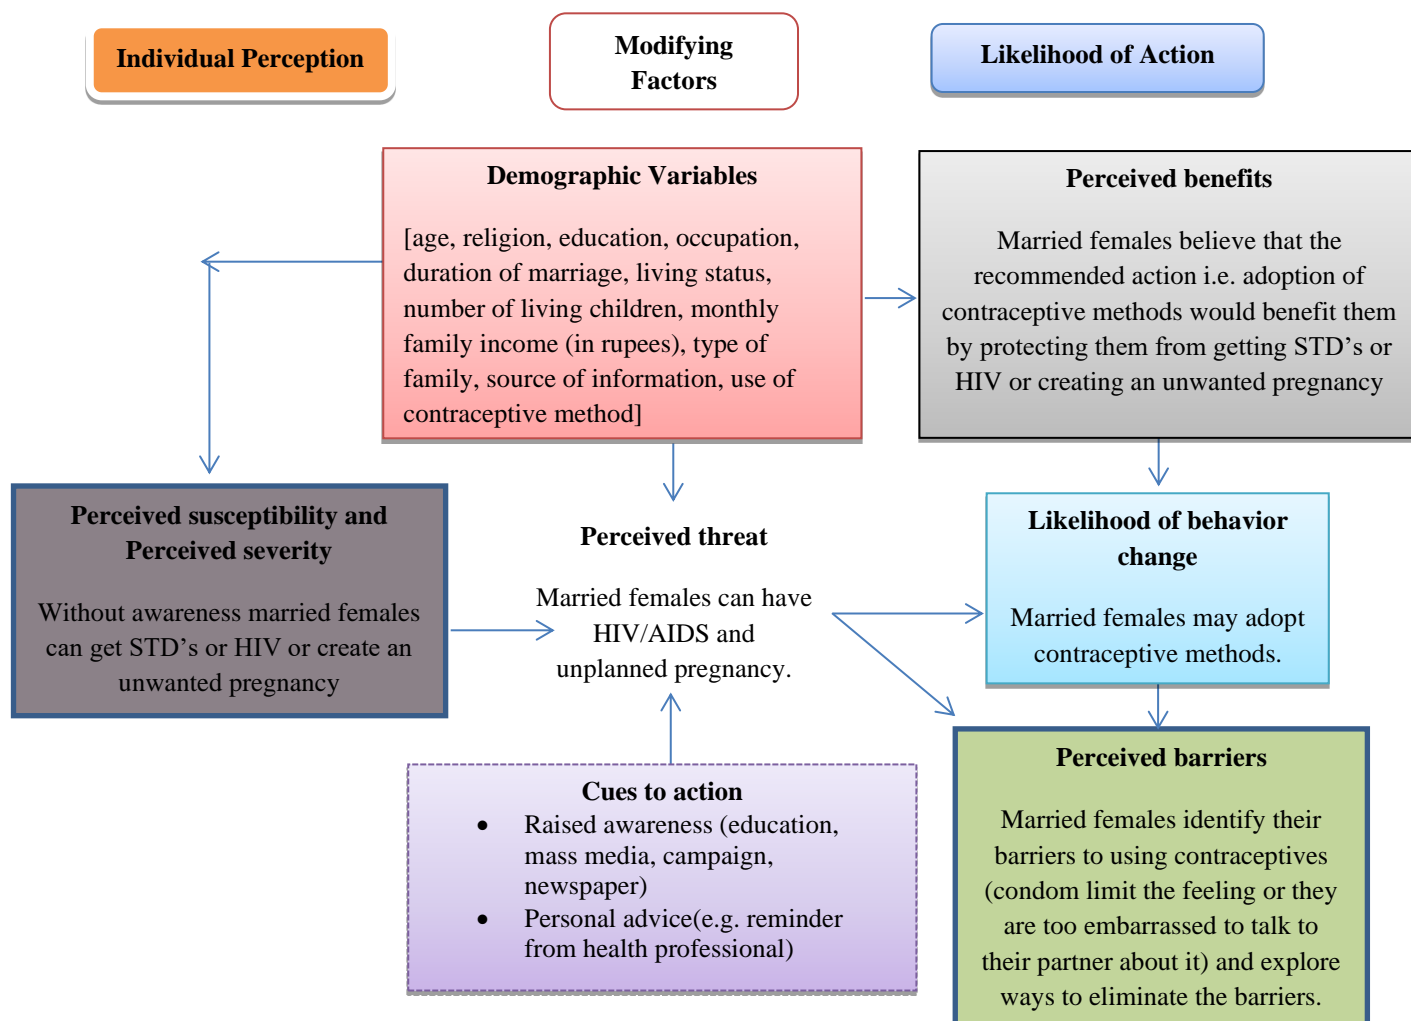 Individual Perception
Modifying
Factors
Likelihood of Action
Demographic Variables
[age, religion, education, occupation,
duration of marriage, living status,
number of living children, monthly
family income (in rupees), type of
family, source of information, use of
contraceptive method]
Perceived benefits
Married females believe that the
recommended action i.e. adoption of
contraceptive methods would benefit them
by protecting them from getting STD’s or
HIV or creating an unwanted pregnancy
Perceived susceptibility and
Perceived severity
Without awareness married females
can get STD’s or HIV or create an
unwanted pregnancy
Perceived threat
Married females can have
HIV/AIDS and
unplanned pregnancy.
Likelihood of behavior
change
Married females may adopt
contraceptive methods.
Cues to action
• Raised awareness (education,
mass media, campaign,
newspaper)
• Personal advice(e.g. reminder
from health professional)
Perceived barriers
Married females identify their
barriers to using contraceptives
(condom limit the feeling or they
are too embarrassed to talk to
their partner about it) and explore
ways to eliminate the barriers.